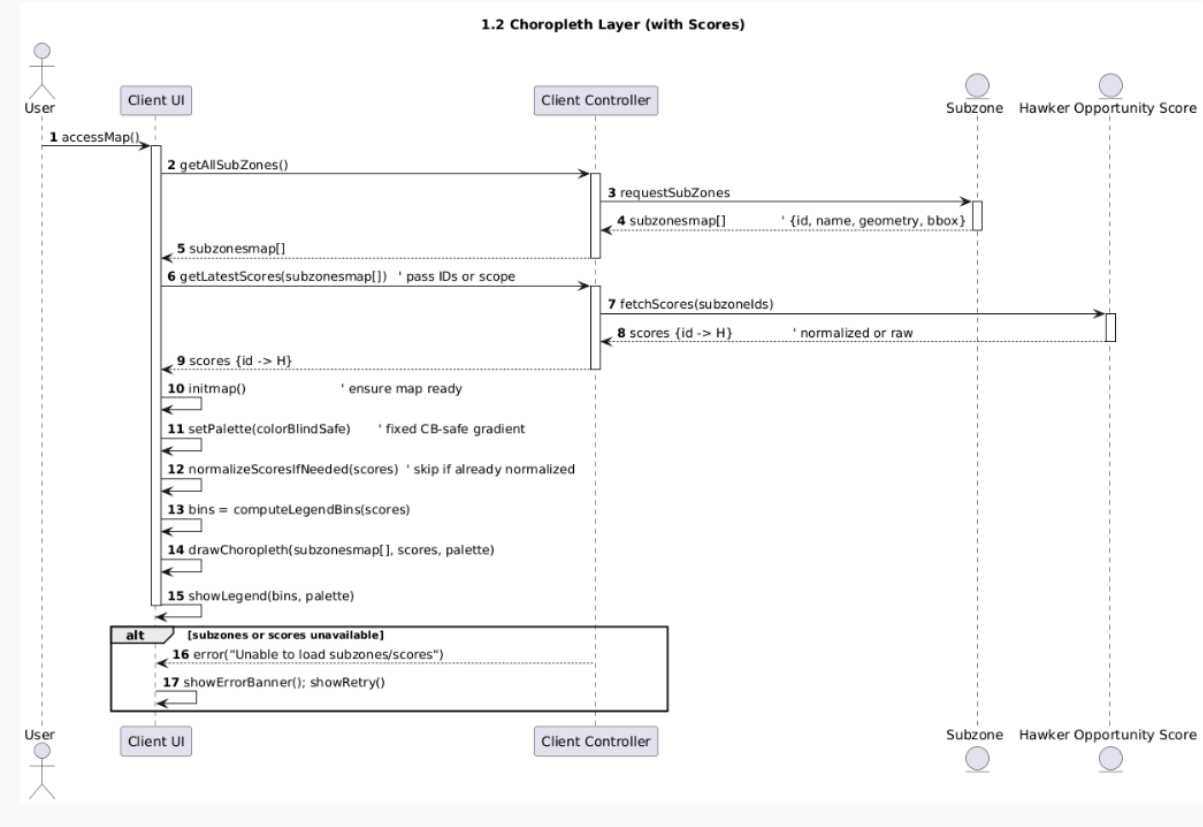 1.2 Choropleth Layer (with Scores)
User
Client UI
Client Controller
Subzone
Hawker Opportunity Score
1 accessMap()
2 getAllSubZones()
3 requestSubZones
4 subzonesmap[] ' {id, name, geometry, bbox}
5 subzonesmap[]
6 getLatestScores(subzonesmap[]) ' pass IDs or scope
7 fetchScores(subzoneIds)
8 scores {id -> H} ' normalized or raw
9 scores {id -> H}
10 initmap() ' ensure map ready
11 setPalette(colorBlindSafe) ' fixed CB-safe gradient
12 normalizeScoresIfNeeded(scores) ' skip if already normalized
13 bins = computeLegendBins(scores)
14 drawChoropleth(subzonesmap[], scores, palette)
15 showLegend(bins, palette)
alt [subzones or scores unavailable]
16 error("Unable to load subzones/scores")
17 showErrorBanner(); showRetry()
User
Client UI
Client Controller
Subzone
Hawker Opportunity Score